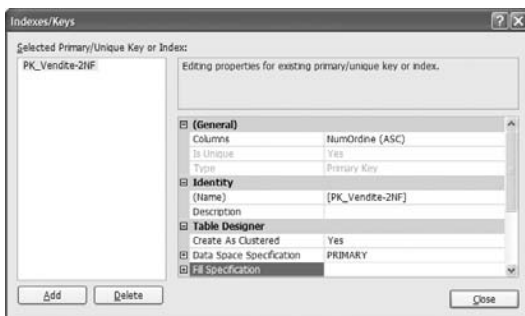 Indexes/Keys
Selected Primary/Unique Key or Index:
PK_Vendite-2NF
Editing properties for existing primary/unique key or index.
(General)
Columns NumOrdine (ASC)
Is Unique Yes
Type Primary Key
Identity
(Name) [PK_Vendite-2NF]
Description
Table Designer
Create As Clustered Yes
Data Space Specification PRIMARY
Fill Specification
Add Delete Close